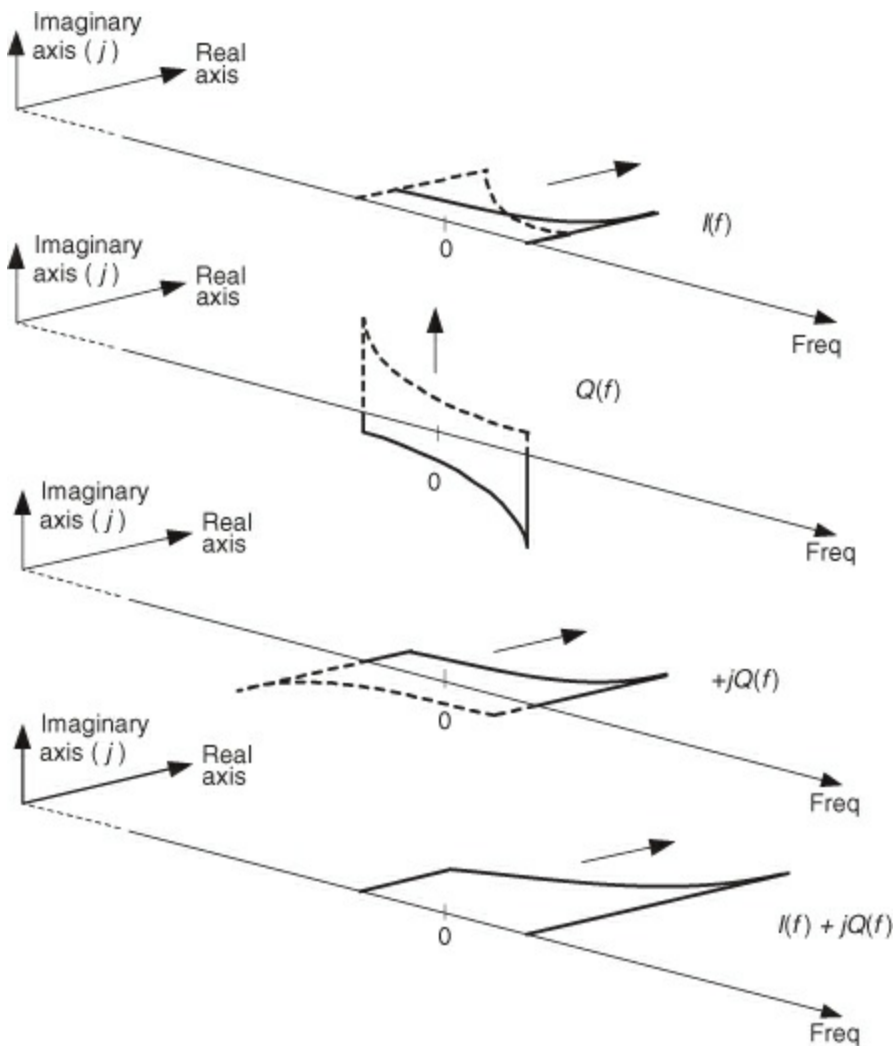 Imaginary
axis ( j )
Real
axis
I(f)
0
Freq
Imaginary
axis ( j )
Real
axis
Q(f)
0
Freq
Imaginary
axis ( j )
Real
axis
+jQ(f)
0
Freq
Imaginary
axis ( j )
Real
axis
I(f) + jQ(f)
0
Freq